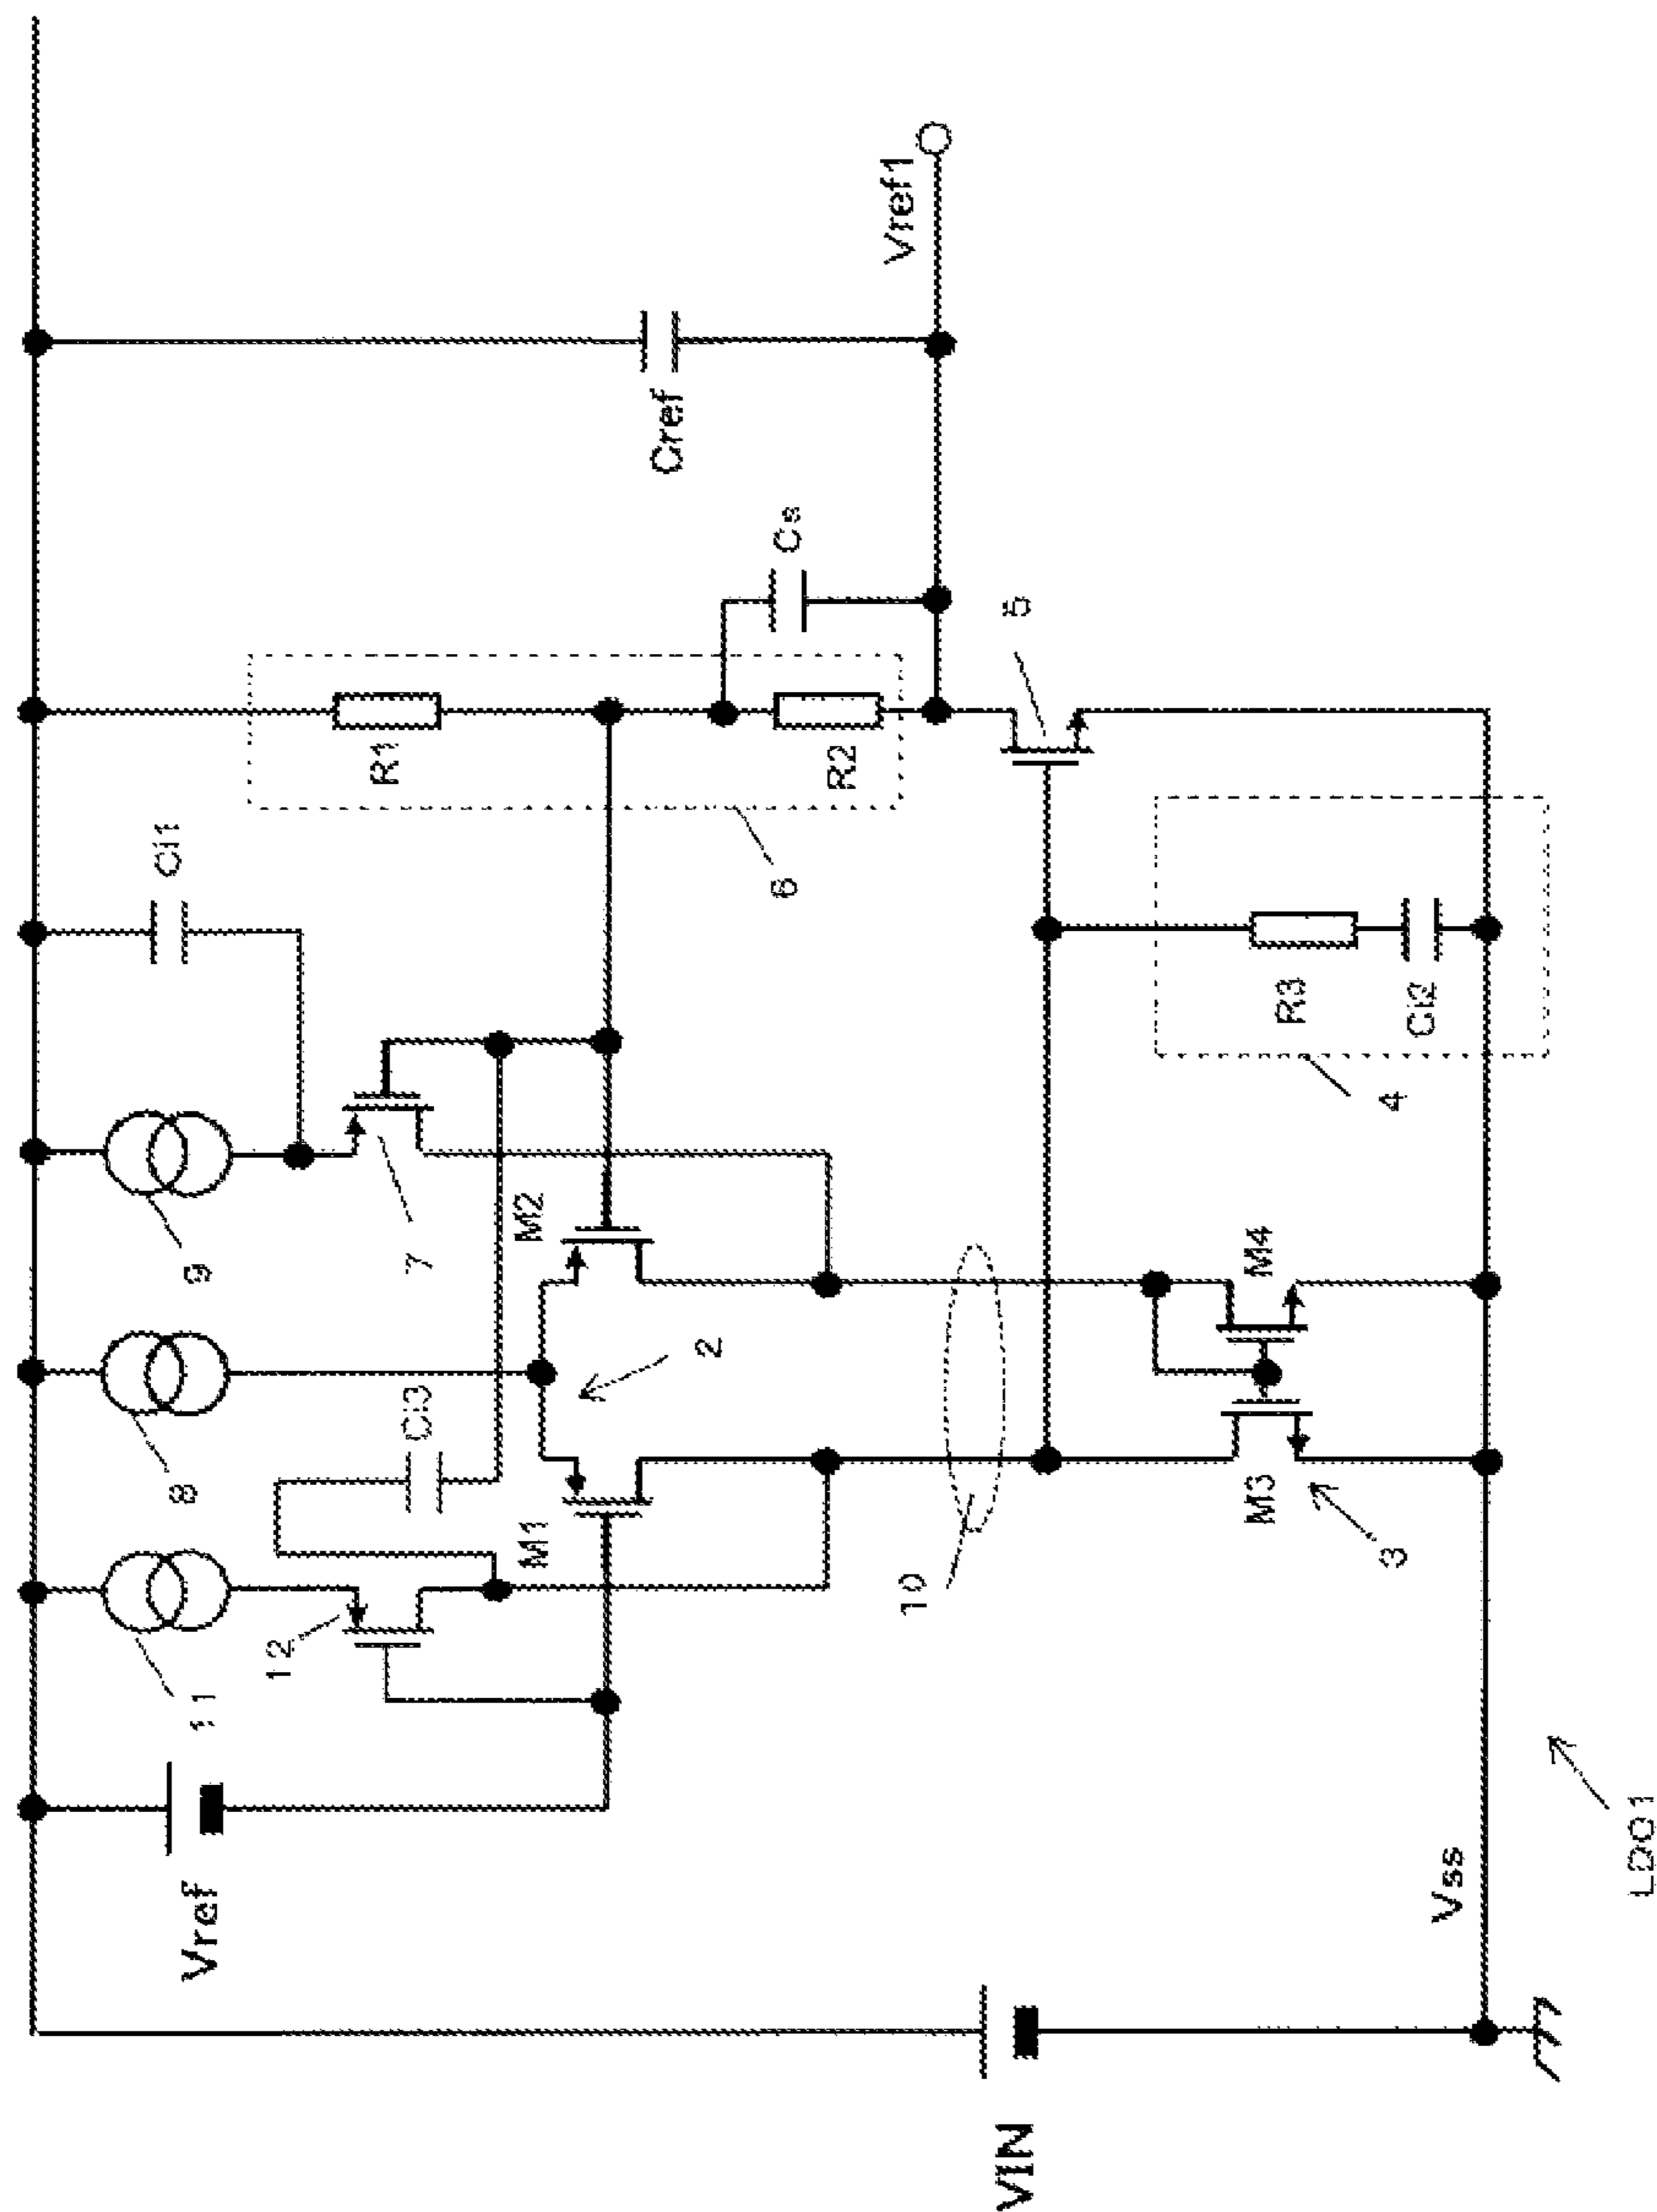 VIN
Vref
Vss
LDO1
11
12
M1
Ci3
8
2
9
7
M2
10
M3
3
M4
Ci1
R1
6
R2
Cs
4
R3
Ci2
5
Cref
Vref1